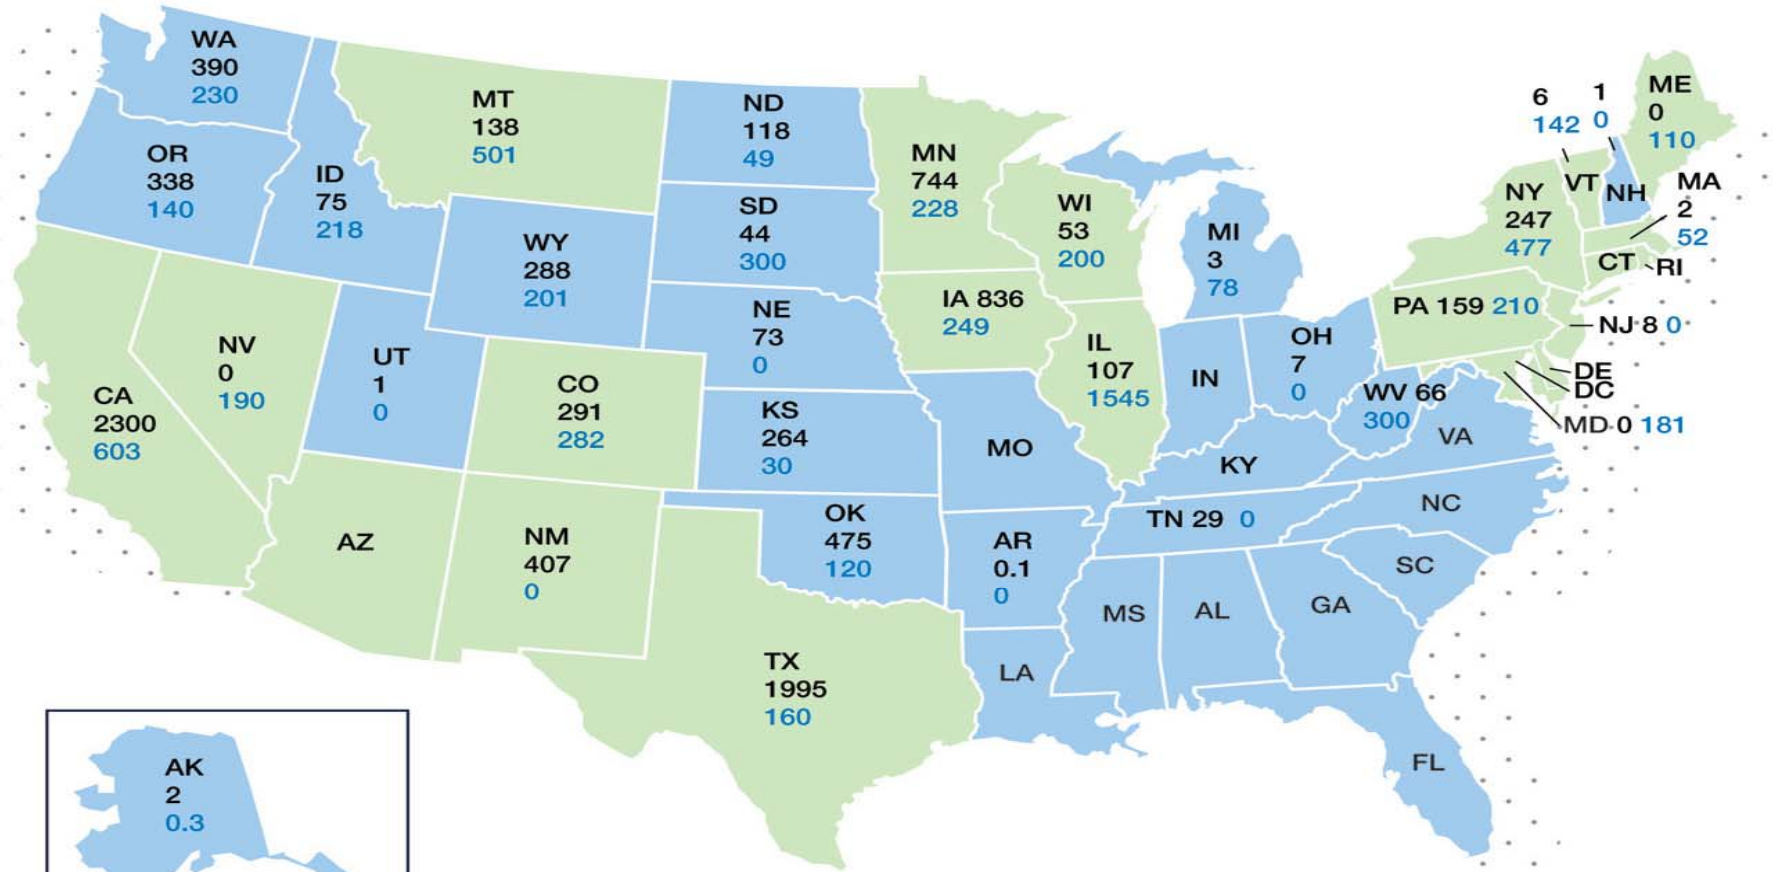 WA
390
230
OR
338
140
ID
75
218
MT
138
501
ND
118
49
SD
44
300
WY
288
201
NE
73
0
MN
744
228
WI
53
200
MI
3
78
IA 836
249
IL
107
1545
CA
2300
603
NV
0
190
UT
1
0
CO
291
282
KS
264
30
MO
IN
OH
7
0
WV 66
300
VA
KY
AZ
NM
407
0
OK
475
120
AR
0.1
0
TN 29 0
NC
SC
MS
AL
GA
LA
FL
TX
1995
160
AK
2
0.3
6
142
VT
1
0
NH
ME
0
110
MA
2
52
NY
247
477
CT
RI
PA 159 210
NJ 8 0
DE
DC
MD 0 181